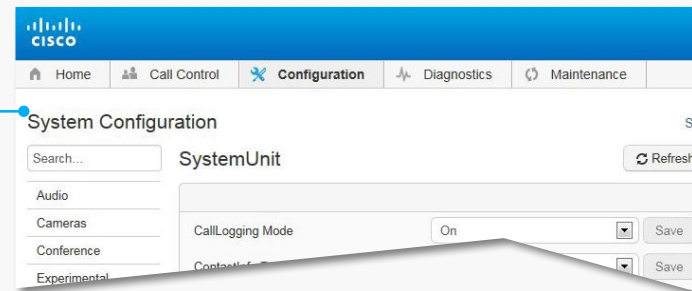 CISCO
Home Call Control Configuration Diagnostics Maintenance
System Configuration
Search... SystemUnit Refresh
Audio
Cameras CallLogging Mode On Save
Conference
Experimental Save